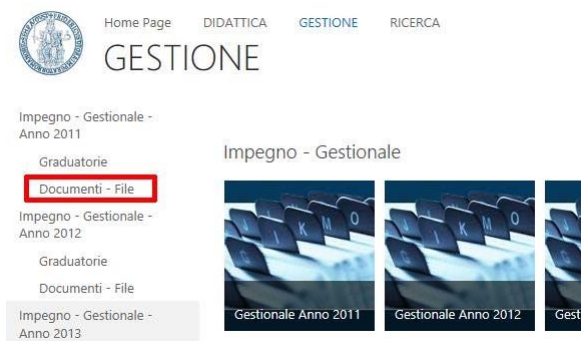 Home Page DIDATTICA GESTIONE RICERCA
GESTIONE
Impegno - Gestionale -
Anno 2011
Graduatorie
Documenti - File
Impegno - Gestionale -
Anno 2012
Graduatorie
Documenti - File
Impegno - Gestionale -
Anno 2013
Impegno - Gestionale
I K M O
Gestionale Anno 2011
G I K M O
Gestionale Anno 2012
G
Gest